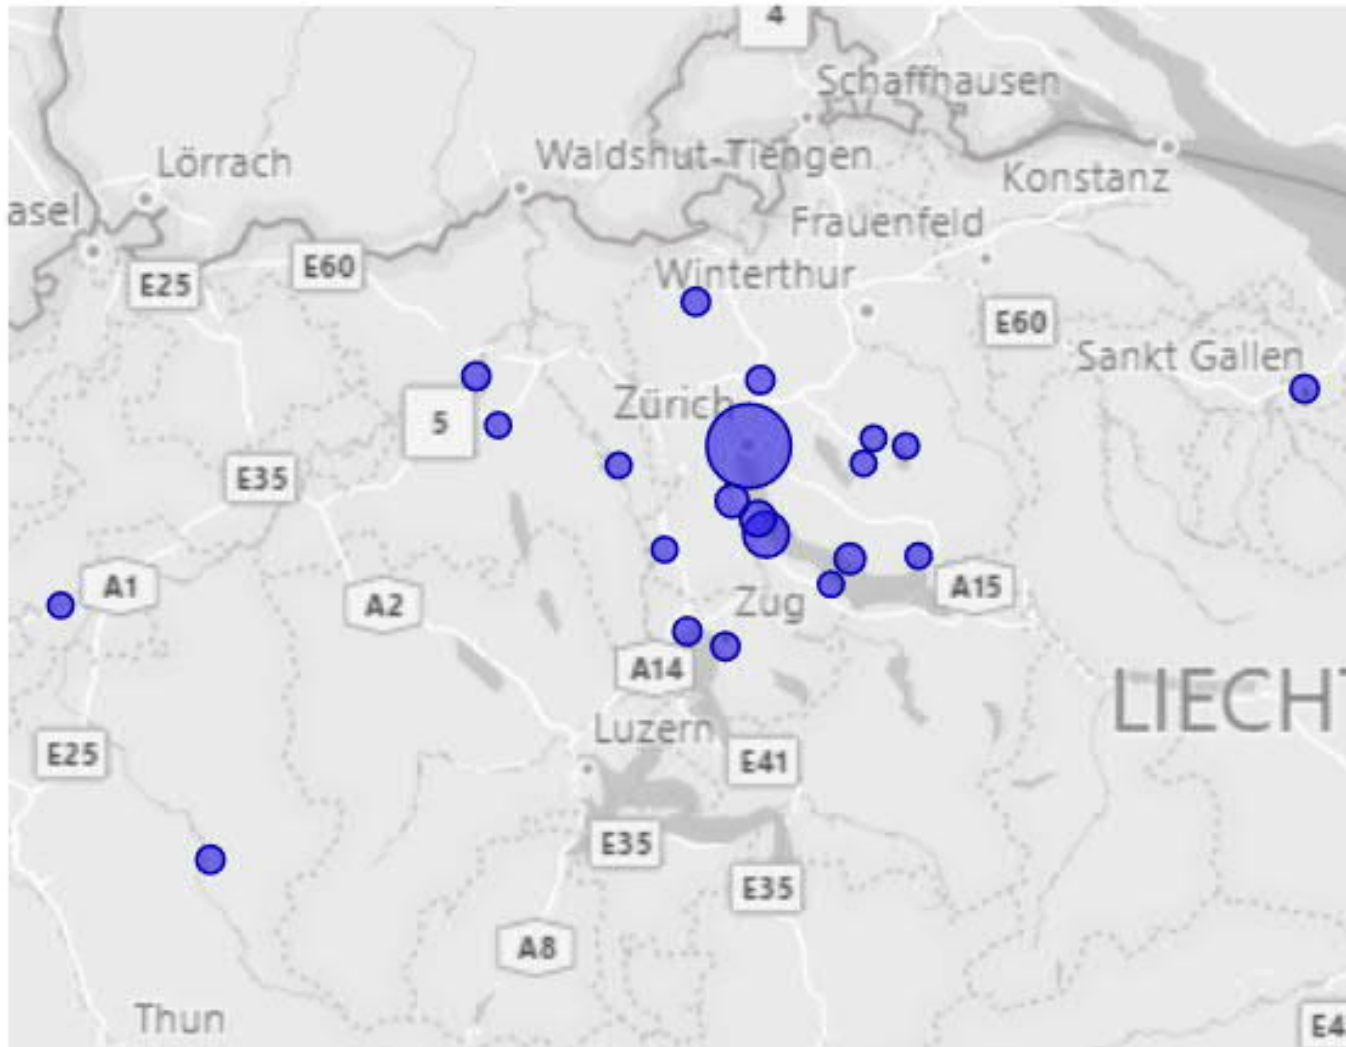 4
Schaffhausen
Lörrach
Waldshut-Tiengen
Konstanz
asel
Frauenfeld
E25
E60
Winterthur
E60
Sankt Gallen
Zürich
5
E35
A1
A2
Zug
A15
A14
LIECHT
Luzern
E25
E41
E35
E35
A8
Thun
E4